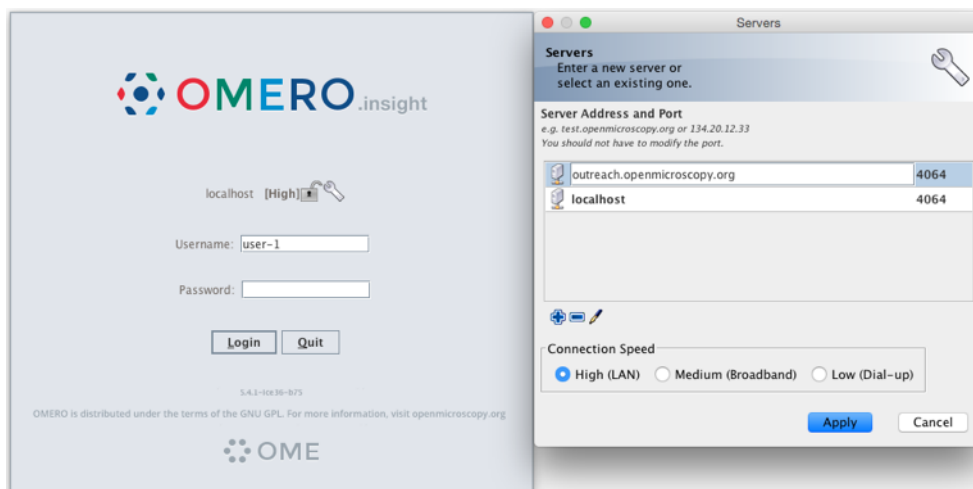 OMERO.insight
localhost [High]
Username: user-1
Password:
Login Quit
5.4.1-ice36-b75
OMERO is distributed under the terms of the GNU GPL. For more information, visit openmicroscopy.org
OME
Servers
Servers
Enter a new server or
select an existing one.
Server Address and Port
e.g. test.openmicroscopy.org or 134.20.12.33
You should not have to modify the port.
outreach.openmicroscopy.org 4064
localhost 4064
Connection Speed
High (LAN) Medium (Broadband) Low (Dial-up)
Apply Cancel